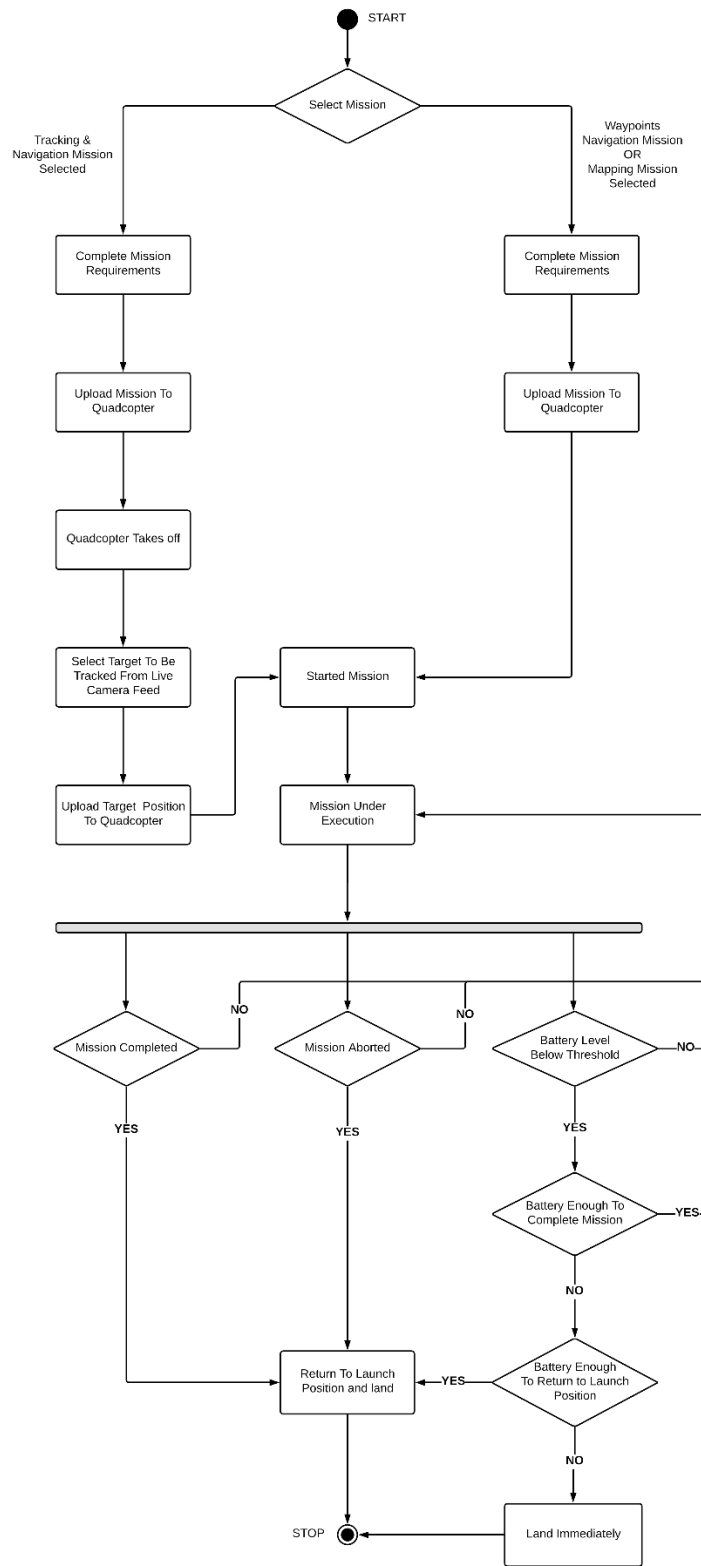 START
Select Mission
Tracking &
Navigation Mission
Selected
Waypoints
Navigation Mission
OR
Mapping Mission
Selected
Complete Mission
Requirements
Complete Mission
Requirements
Upload Mission To
Quadcopter
Upload Mission To
Quadcopter
Quadcopter Takes off
Select Target To Be
Tracked From Live
Camera Feed
Started Mission
Upload Target Position
To Quadcopter
Mission Under
Execution
NO
NO
Mission Completed
Mission Aborted
Battery Level
Below Threshold
NO
YES
YES
YES
Battery Enough To
Complete Mission
YES
NO
Return To Launch
Position and land
YES
Battery Enough
To Return to Launch
Position
NO
STOP
Land Immediately